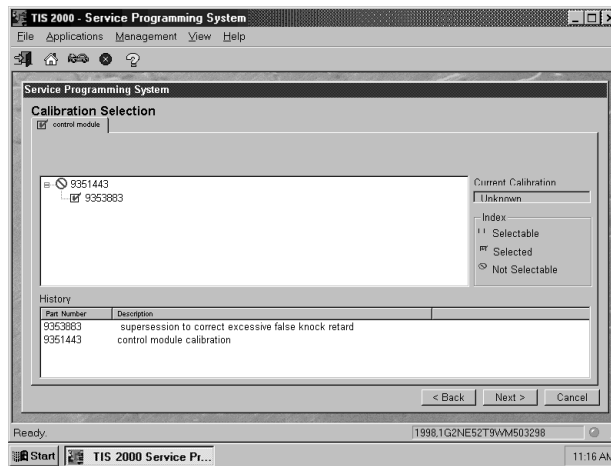 TIS 2000 - Service Programming System
File Applications Management View Help
Service Programming System
Calibration Selection
control module
9351443
9353883
Current Calibration
Unknown
Index
Selectable
Selected
Not Selectable
History
Part Number Description
9353883 supersession to correct excessive false knock retard
9351443 control module calibration
< Back Next > Cancel
Ready. 1998,1G2NE52T9WM503298
Start TIS 2000 Service Pr... 11:16 AM